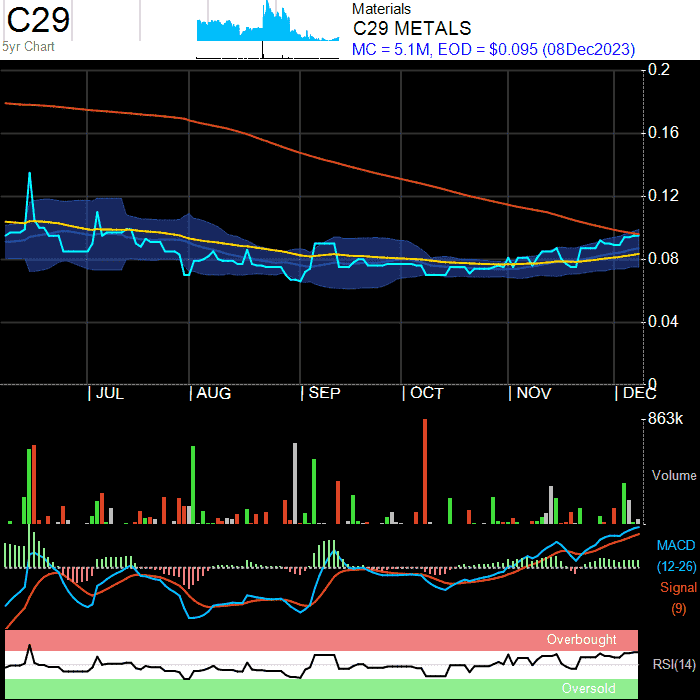 C29
5yr Chart
Materials
C29 METALS
MC = 5.1M, EOD = $0.095 (08Dec2023)
0.2
0.16
0.12
0.08
0.04
0
JUL AUG SEP OCT NOV DEC
863k
Volume
MACD
(12-26)
Signal
(9)
Overbought
RSI(14)
Oversold